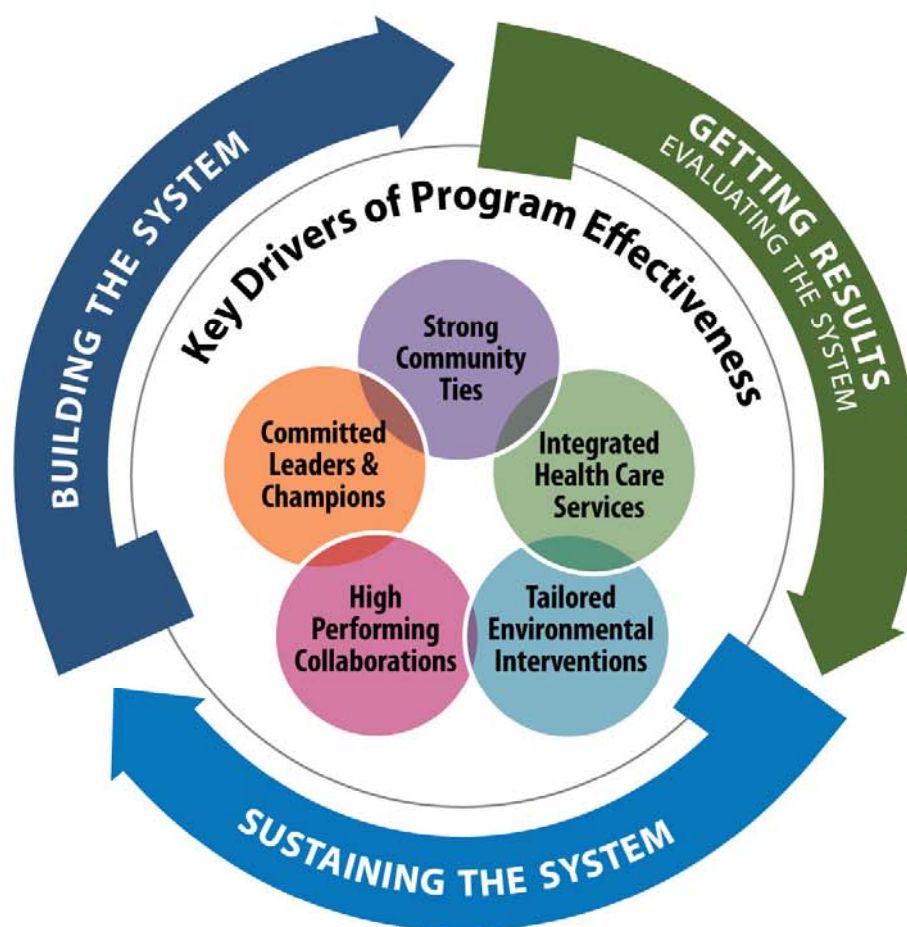 BUILDING THE SYSTEM
GETTING RESULTS
EVALUATING THE SYSTEM
Key Drivers of Program Effectiveness
Strong
Community
Ties
Committed
Leaders &
Champions
Integrated
Health Care
Services
High
Performing
Collaborations
Tailored
Environmental
Interventions
SUSTAINING THE SYSTEM